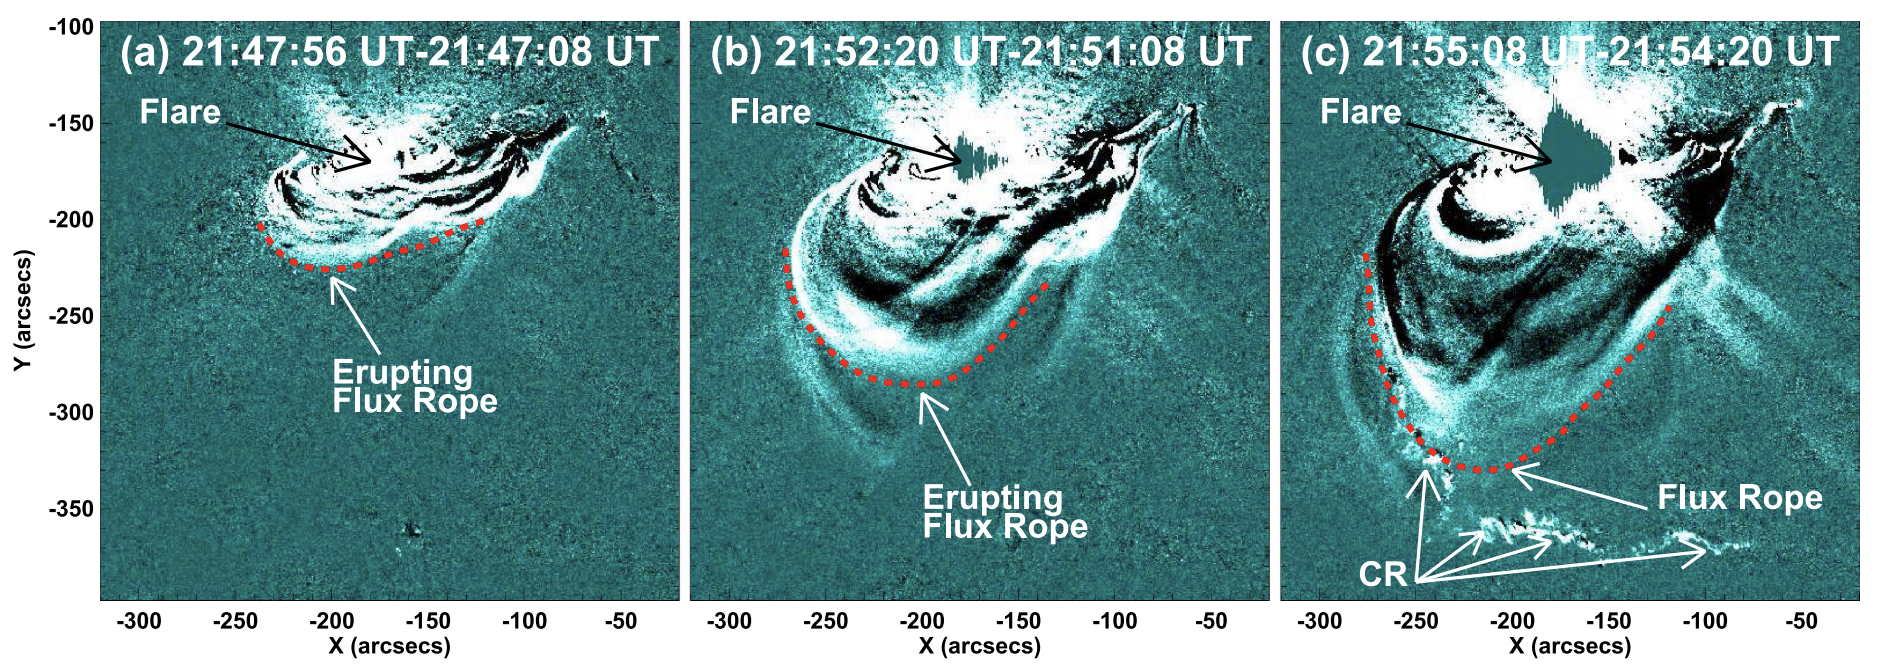 (a) 21:47:56 UT-21:47:08 UT
(b) 21:52:20 UT-21:51:08 UT
(c) 21:55:08 UT-21:54:20 UT
Flare
Flare
Flare
Erupting
Flux Rope
Erupting
Flux Rope
Flux Rope
CR
Y (arcsecs)
-100
-150
-200
-250
-300
-350
-300 -250 -200 -150 -100 -50
-300 -250 -200 -150 -100 -50
-300 -250 -200 -150 -100 -50
X (arcsecs)
X (arcsecs)
X (arcsecs)